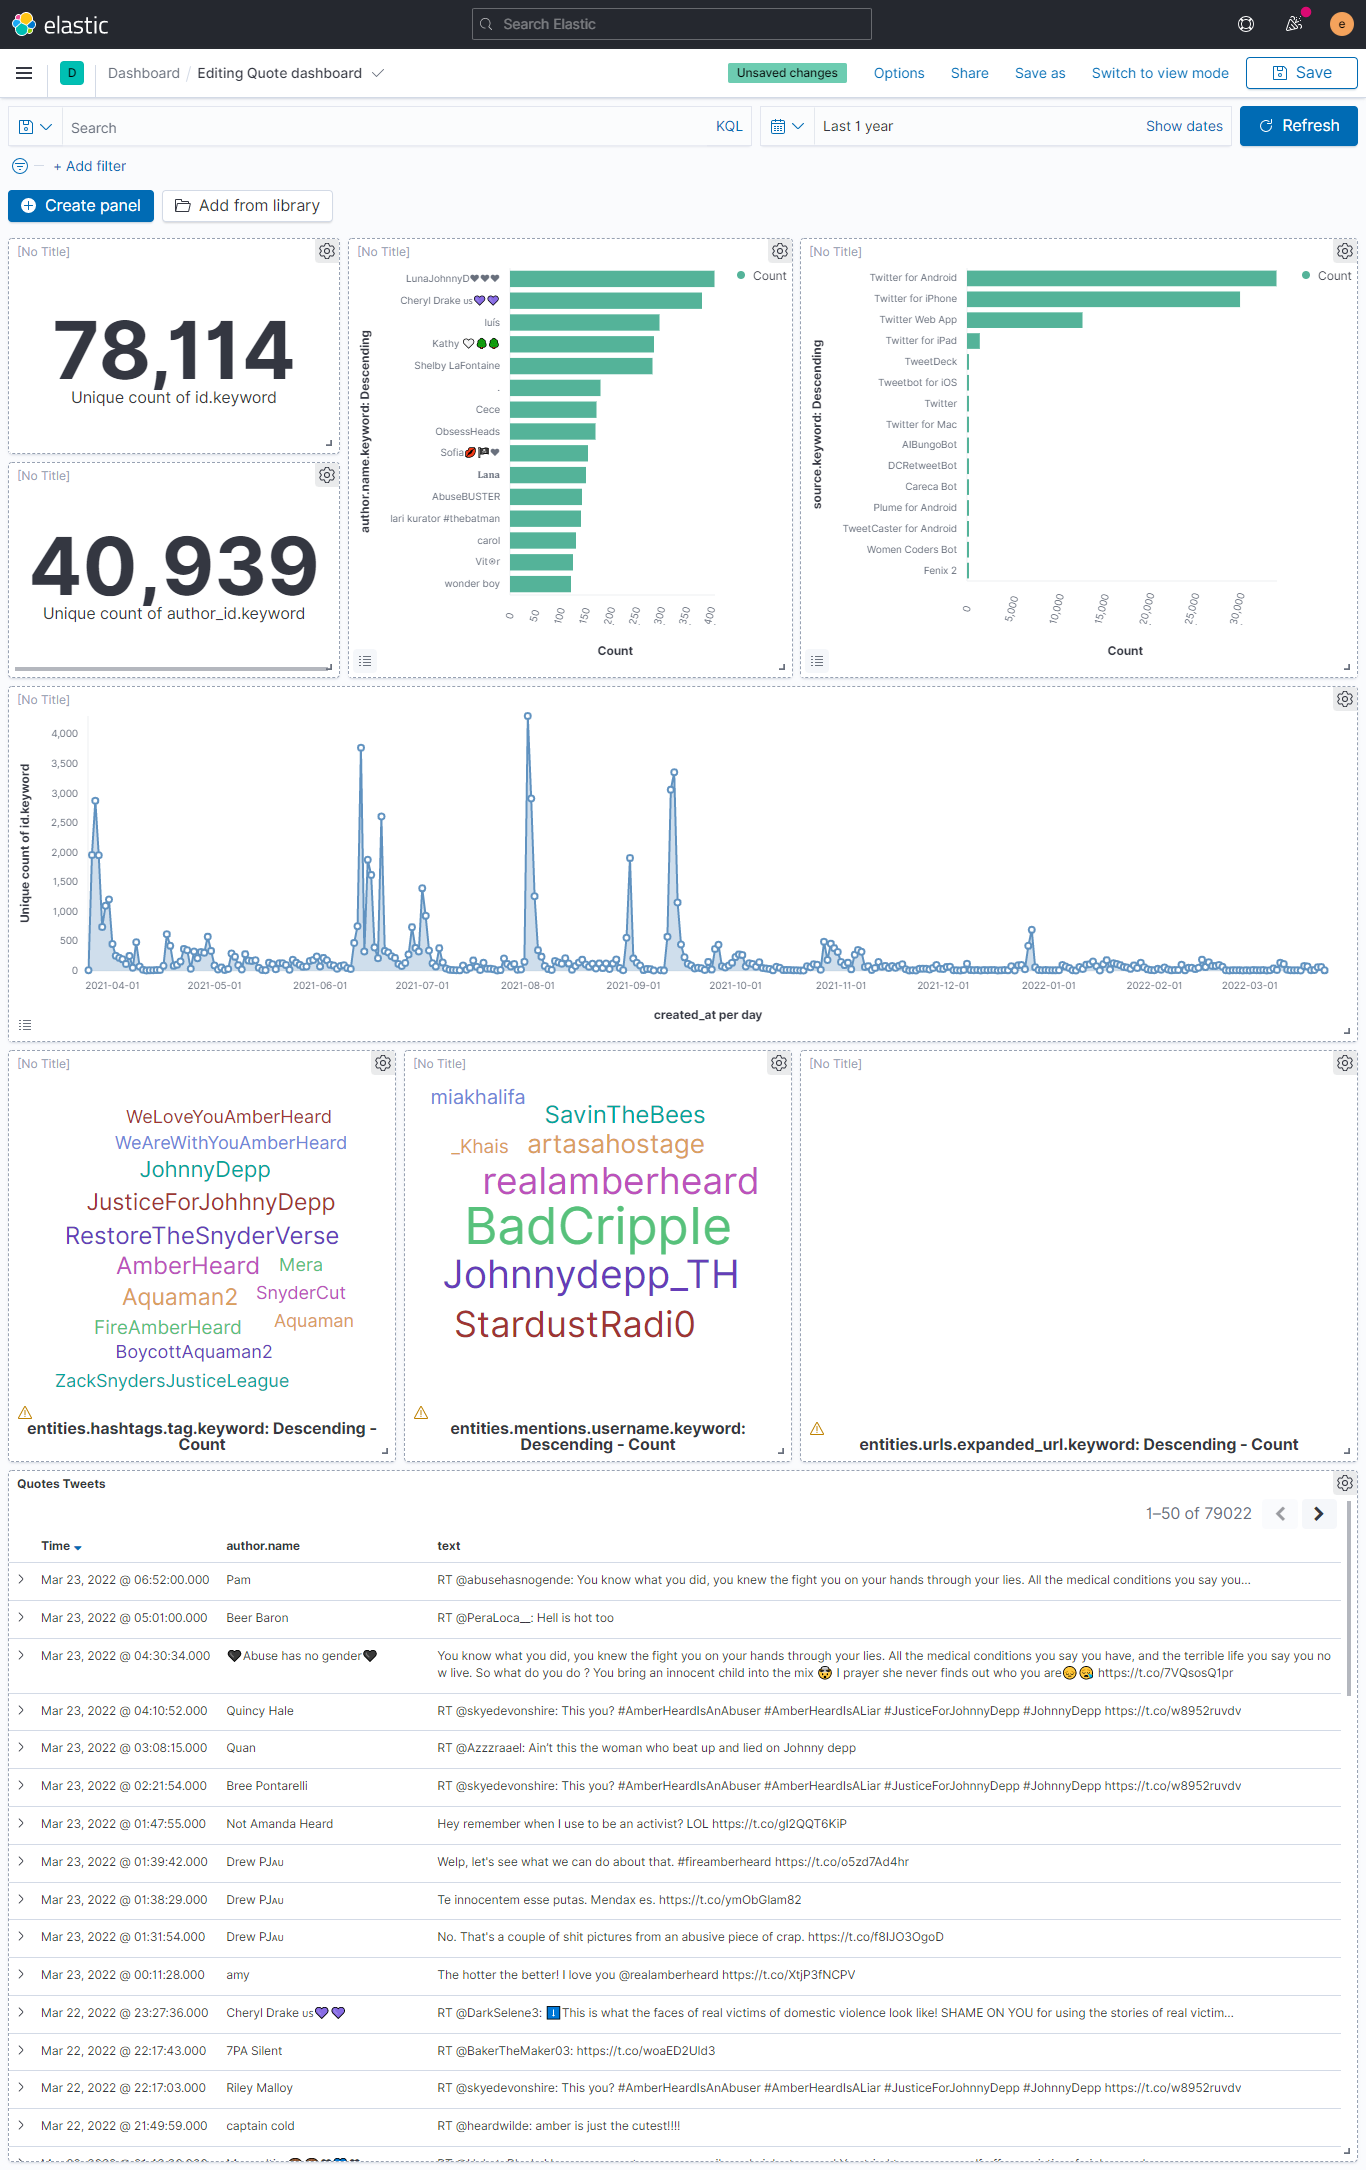 elastic
Search Elastic
e
D
Dashboard / Editing Quote dashboard
Unsaved changes
Options
Share
Save as
Switch to view mode
Save
Search
KQL
Last 1 year
Show dates
Refresh
+ Add filter
Create panel
Add from library
[No Title]
78,114
Unique count of id.keyword
[No Title]
40,939
Unique count of author_id.keyword
[No Title]
author.name.keyword: Descending
LunaJohnnyD♥♥♥
Cheryl Drake us💜💜
luís
Kathy
Shelby LaFontaine
.
Cece
ObsessHeads
Sofia💋🏴♥
Lana
AbuseBUSTER
lari kurator #thebatman
carol
Vit⍟r
wonder boy
0 50 100 150 200 250 300 350 400
Count
Count
[No Title]
source.keyword: Descending
Twitter for Android
Twitter for iPhone
Twitter Web App
Twitter for iPad
TweetDeck
Tweetbot for iOS
Twitter
Twitter for Mac
AIBungoBot
DCRetweetBot
Careca Bot
Plume for Android
TweetCaster for Android
Women Coders Bot
Fenix 2
0 5,000 10,000 15,000 20,000 25,000 30,000
Count
Count
[No Title]
Unique count of id.keyword
4,000
3,500
3,000
2,500
2,000
1,500
1,000
500
0
2021-04-01 2021-05-01 2021-06-01 2021-07-01 2021-08-01 2021-09-01 2021-10-01 2021-11-01 2021-12-01 2022-01-01 2022-02-01 2022-03-01
created_at per day
[No Title]
WeLoveYouAmberHeard
WeAreWithYouAmberHeard
JohnnyDepp
JusticeForJohhnyDepp
RestoreTheSnyderVerse
AmberHeard Mera
Aquaman2 SnyderCut
FireAmberHeard Aquaman
BoycottAquaman2
ZackSnydersJusticeLeague
entities.hashtags.tag.keyword: Descending -
Count
[No Title]
miakhalifa
SavinTheBees
_Khais artasahostage
realamberheard
BadCripple
Johnnydepp_TH
StardustRadi0
entities.mentions.username.keyword:
Descending - Count
[No Title]
entities.urls.expanded_url.keyword: Descending - Count
Quotes Tweets
1–50 of 79022
Time author.name text
Mar 23, 2022 @ 06:52:00.000 Pam RT @abusehasnogende: You know what you did, you knew the fight you on your hands through your lies. All the medical conditions you say you…
Mar 23, 2022 @ 05:01:00.000 Beer Baron RT @PeraLoca__: Hell is hot too
Mar 23, 2022 @ 04:30:34.000 🖤Abuse has no gender🖤 You know what you did, you knew the fight you on your hands through your lies. All the medical conditions you say you have, and the terrible life you say you no
w live. So what do you do ? You bring an innocent child into the mix 😲 I prayer she never finds out who you are😞😪 https://t.co/7VQsosQ1pr
Mar 23, 2022 @ 04:10:52.000 Quincy Hale RT @skyedevonshire: This you? #AmberHeardIsAnAbuser #AmberHeardIsALiar #JusticeForJohnnyDepp #JohnnyDepp https://t.co/w8952ruvdv
Mar 23, 2022 @ 03:08:15.000 Quan RT @Azzzraael: Ain't this the woman who beat up and lied on Johnny depp
Mar 23, 2022 @ 02:21:54.000 Bree Pontarelli RT @skyedevonshire: This you? #AmberHeardIsAnAbuser #AmberHeardIsALiar #JusticeForJohnnyDepp #JohnnyDepp https://t.co/w8952ruvdv
Mar 23, 2022 @ 01:47:55.000 Not Amanda Heard Hey remember when I use to be an activist? LOL https://t.co/gI2QQT6KiP
Mar 23, 2022 @ 01:39:42.000 Drew PJAU Welp, let's see what we can do about that. #fireamberheard https://t.co/o5zd7Ad4hr
Mar 23, 2022 @ 01:38:29.000 Drew PJAU Te innocentem esse putas. Mendax es. https://t.co/ymObGlam82
Mar 23, 2022 @ 01:31:54.000 Drew PJAU No. That's a couple of shit pictures from an abusive piece of crap. https://t.co/f8IJO3OgoD
Mar 23, 2022 @ 00:11:28.000 amy The hotter the better! I love you @realamberheard https://t.co/XtjP3fNCPV
Mar 22, 2022 @ 23:27:36.000 Cheryl Drake us💜💜 RT @DarkSelene3: ⬇️This is what the faces of real victims of domestic violence look like! SHAME ON YOU for using the stories of real victim…
Mar 22, 2022 @ 22:17:43.000 7PA Silent RT @BakerTheMaker03: https://t.co/woaED2Uld3
Mar 22, 2022 @ 22:17:03.000 Riley Malloy RT @skyedevonshire: This you? #AmberHeardIsAnAbuser #AmberHeardIsALiar #JusticeForJohnnyDepp #JohnnyDepp https://t.co/w8952ruvdv
Mar 22, 2022 @ 21:49:59.000 captain cold RT @heardwilde: amber is just the cutest!!!!